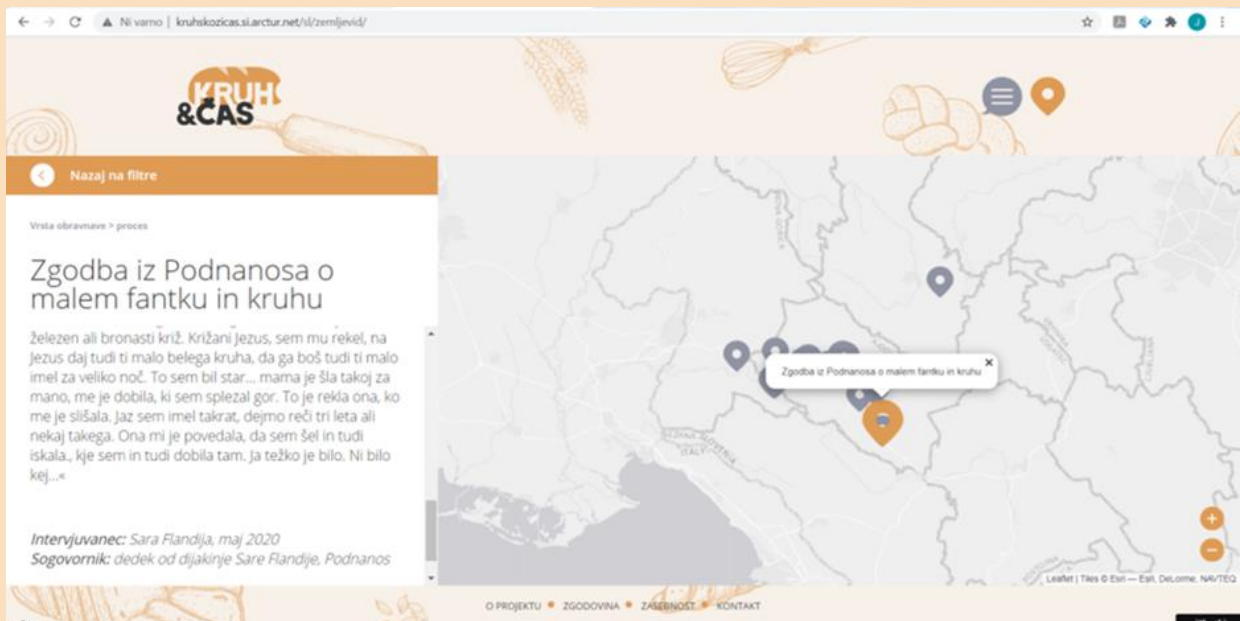 Ni varno | kruhskozicas.si.arctur.net/sl/zemljevid/
KRUH
&ČAS
Nazaj na filtre
Vrsta obravnave > proces
Zgodba iz Podnanosa o
malem fantku in kruhu
železen ali bronasti križ. Križani Jezus, sem mu rekel, na
Jezus daj tudi ti malo belega kruha, da ga boš tudi ti malo
imel za veliko noč. To sem bil star... mama je šla takoj za
mano, me je dobila, ki sem splezal gor. To je rekla ona, ko
me je slišala. Jaz sem imel takrat, dejmo reči tri leta ali
nekaj takega. Ona mi je povedala, da sem šel in tudi
iskala., kje sem in tudi dobila tam. Ja težko je bilo. Ni bilo
kej...«
Intervjuvanec: Sara Flandija, maj 2020
Sogovornik: dedek od dijakinje Sare Flandije, Podnanos
Zgodba iz Podnanosa o malem fantku in kruhu
SLOVENIA
ITALY
Leaflet | Tiles © Esri — Esri, DeLorme, NAVTEQ
O PROJEKTU • ZGODOVINA • ZASEBNOST • KONTAKT